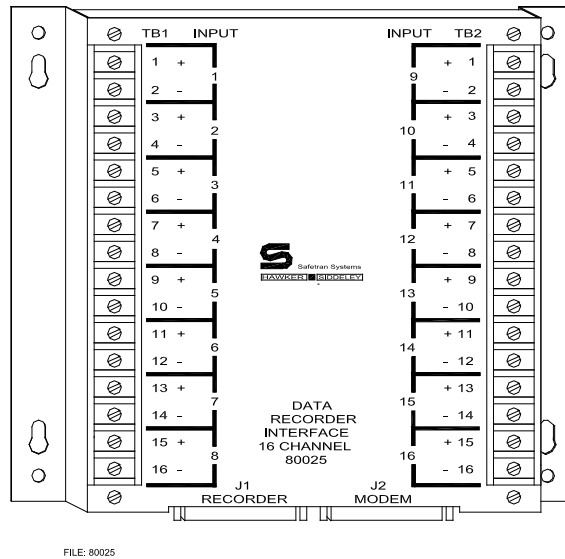 TB1 INPUT INPUT TB2
1 + + 1
1 9
2 - - 2
3 + + 3
2 10
4 - - 4
5 + + 5
3 11
6 - - 6
7 + + 7
4 12
8 - - 8
Safetran Systems
HAWKER SIDDELEY
9 + + 9
5 13
10 - - 10
11 + + 11
6 14
12 - - 12
13 + + 13
7 15
14 - - 14
15 + + 15
8 16
16 - - 16
DATA
RECORDER
INTERFACE
16 CHANNEL
80025
J1 J2
RECORDER MODEM
FILE: 80025